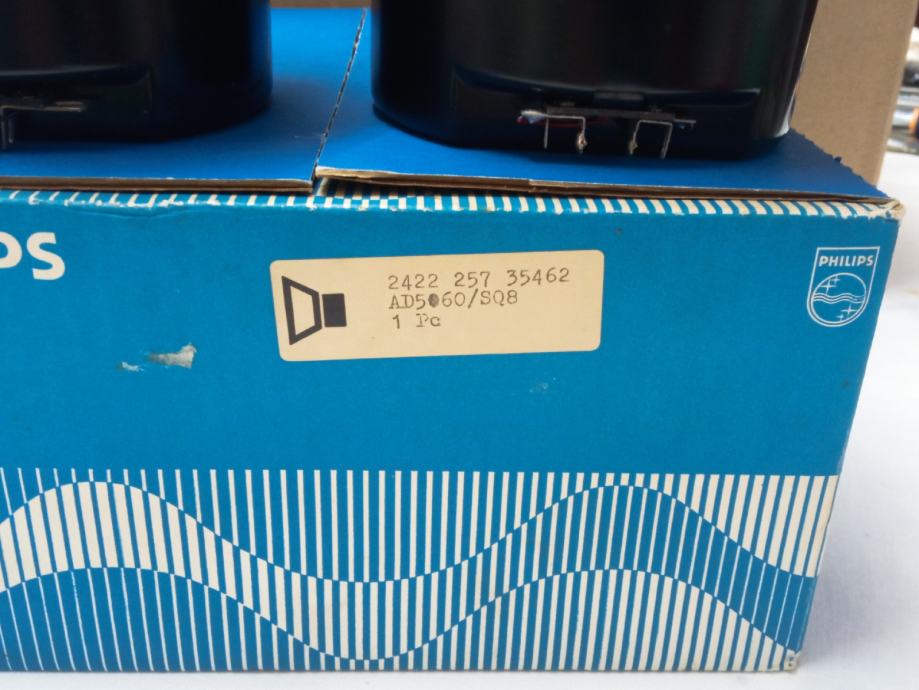 PS
2422 257 35462
AD5060/SQ8
1 Pc
PHILIPS